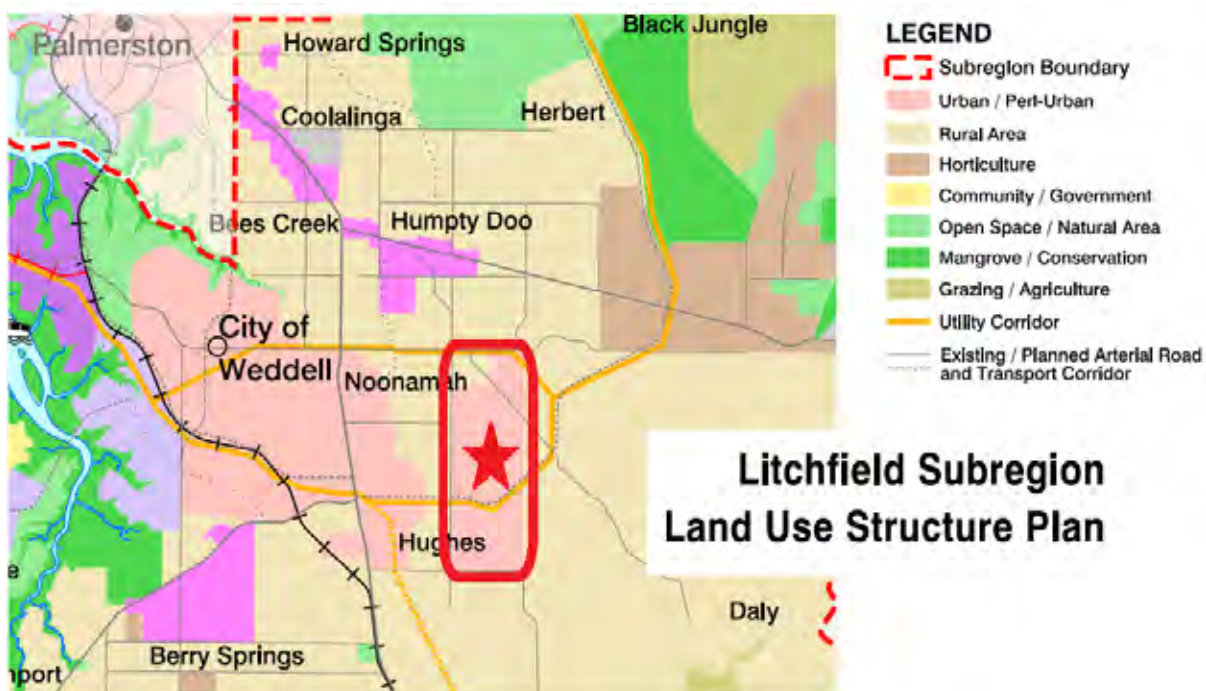 Palmerston
Howard Springs
Black Jungle
Coolalinga
Herbert
Bees Creek
Humpty Doo
City of
Weddell
Noonamah
Hughes
Daly
Berry Springs
LEGEND
Subregion Boundary
Urban / Peri-Urban
Rural Area
Horticulture
Community / Government
Open Space / Natural Area
Mangrove / Conservation
Grazing / Agriculture
Utility Corridor
Existing / Planned Arterial Road
and Transport Corridor
Litchfield Subregion
Land Use Structure Plan